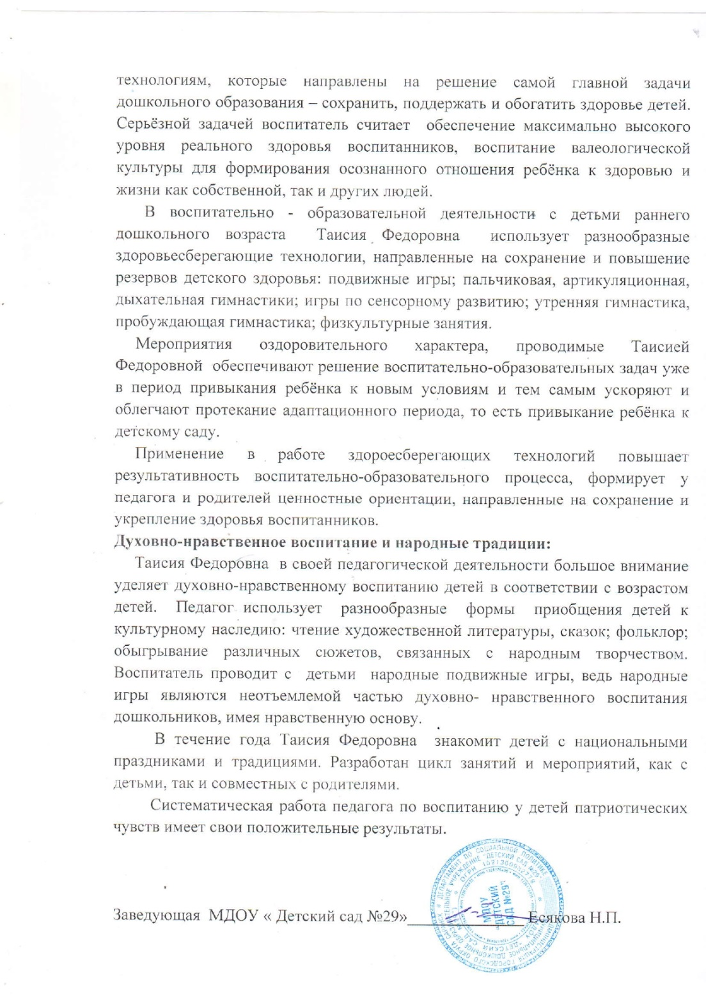 технологиям, которые направлены на решение самой главной задачи
дошкольного образования – сохранить, поддержать и обогатить здоровье детей.
Серьёзной задачей воспитатель считает обеспечение максимально высокого
уровня реального здоровья воспитанников, воспитание валеологической
культуры для формирования осознанного отношения ребёнка к здоровью и
жизни как собственной, так и других людей.
В воспитательно - образовательной деятельности с детьми раннего
дошкольного возраста Таисия Федоровна использует разнообразные
здоровьесберегающие технологии, направленные на сохранение и повышение
резервов детского здоровья: подвижные игры; пальчиковая, артикуляционная,
дыхательная гимнастики; игры по сенсорному развитию; утренняя гимнастика,
пробуждающая гимнастика; физкультурные занятия.
Мероприятия оздоровительного характера, проводимые Таисией
Федоровной обеспечивают решение воспитательно-образовательных задач уже
в период привыкания ребёнка к новым условиям и тем самым ускоряют и
облегчают протекание адаптационного периода, то есть привыкание ребёнка к
детскому саду.
Применение в работе здороесберегающих технологий повышает
результативность воспитательно-образовательного процесса, формирует у
педагога и родителей ценностные ориентации, направленные на сохранение и
укрепление здоровья воспитанников.
Духовно-нравственное воспитание и народные традиции:
Таисия Федоровна в своей педагогической деятельности большое внимание
уделяет духовно-нравственному воспитанию детей в соответствии с возрастом
детей. Педагог использует разнообразные формы приобщения детей к
культурному наследию: чтение художественной литературы, сказок; фольклор;
обыгрывание различных сюжетов, связанных с народным творчеством.
Воспитатель проводит с детьми народные подвижные игры, ведь народные
игры являются неотъемлемой частью духовно- нравственного воспитания
дошкольников, имея нравственную основу.
В течение года Таисия Федоровна знакомит детей с национальными
праздниками и традициями. Разработан цикл занятий и мероприятий, как с
детьми, так и совместных с родителями.
Систематическая работа педагога по воспитанию у детей патриотических
чувств имеет свои положительные результаты.
Заведующая МДОУ « Детский сад №29»______________ Есякова Н.П.
ДЕПАРТАМЕНТ ПО СОЦИАЛЬНОЙ ПОЛИТИКЕ
АДМИНИСТРАЦИЯ ГОРОДСКОГО ОКРУГА САРАНСК
МДОУ
"ДЕТСКИЙ
САД №29"